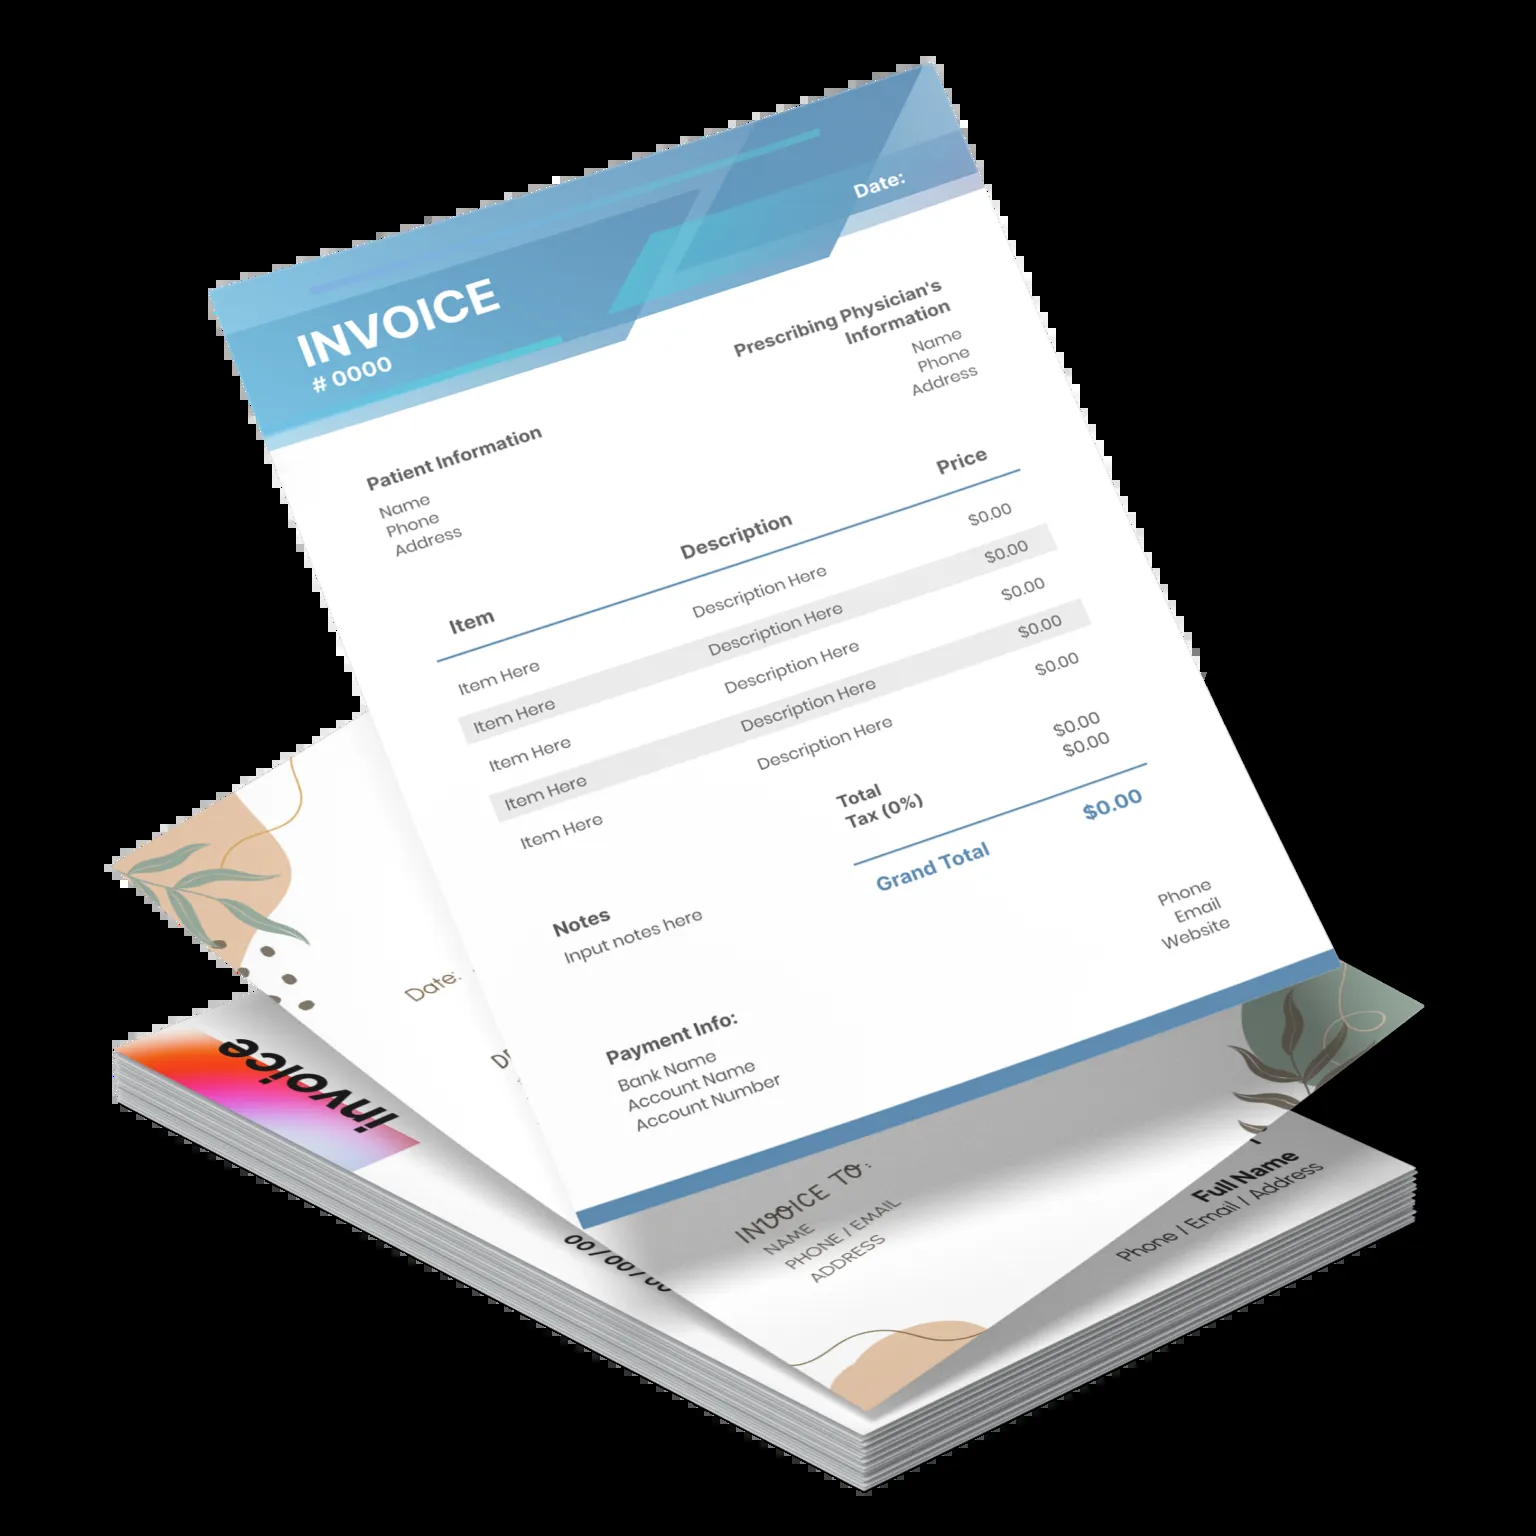 INVOICE
# 0000
Date:
Prescribing Physician's
Information
Name
Phone
Address
Patient Information
Name
Phone
Address
Item Description Price
Item Here Description Here $0.00
Item Here Description Here $0.00
Item Here Description Here $0.00
Item Here Description Here $0.00
Item Here Description Here $0.00
Total $0.00
Tax (0%) $0.00
Grand Total $0.00
Notes
Input notes here
Phone
Email
Website
Payment Info:
Bank Name
Account Name
Account Number
Date:
INVOICE TO:
NAME
PHONE / EMAIL
ADDRESS
invoice
00 / 00 / 00
Full Name
Phone / Email / Address